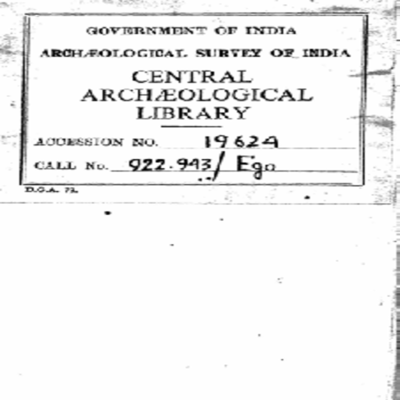 GOVERNMENT OF INDIA
ARCHÆOLOGICAL SURVEY OF INDIA
CENTRAL
ARCHÆOLOGICAL
LIBRARY
ACCESSION NO. 19624
CALL No. 922.943/Ego
D.G.A. 79.